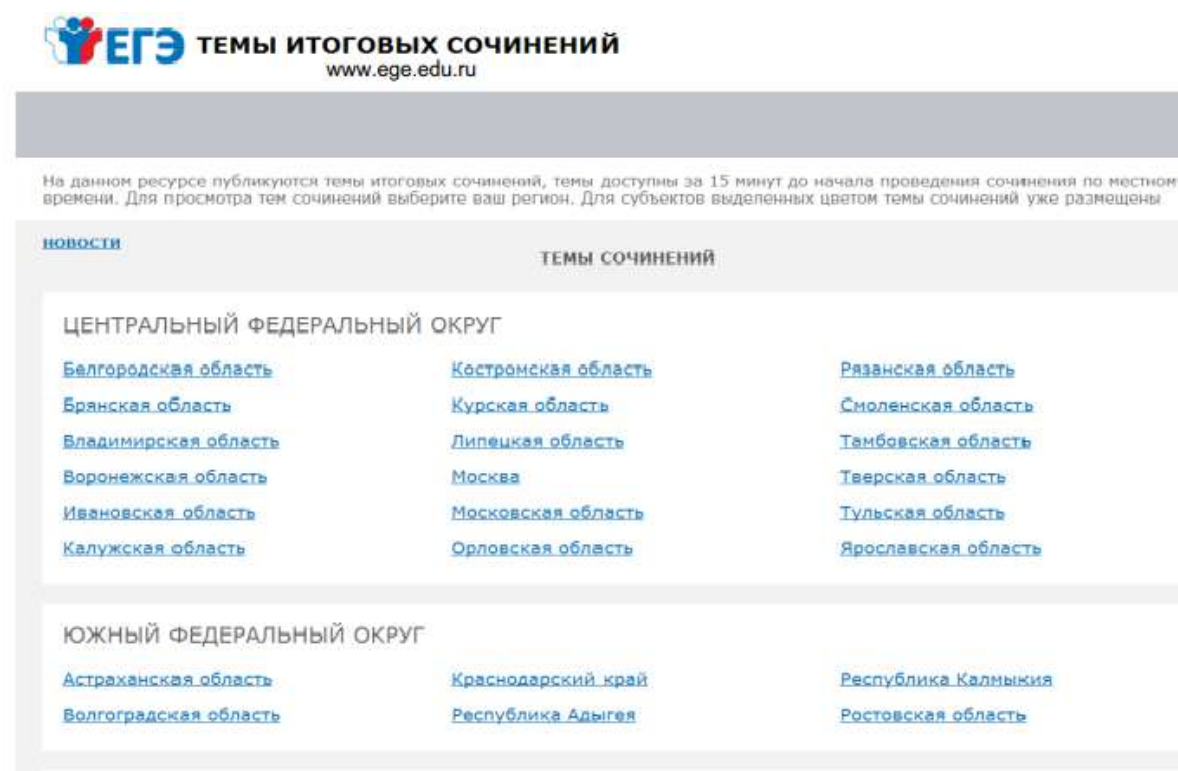 ЕГЭ ТЕМЫ ИТОГОВЫХ СОЧИНЕНИЙ
www.ege.edu.ru
На данном ресурсе публикуются темы итоговых сочинений, темы доступны за 15 минут до начала проведения сочинения по местном
времени. Для просмотра тем сочинений выберите ваш регион. Для субъектов выделенных цветом темы сочинений уже размещены
НОВОСТИ
ТЕМЫ СОЧИНЕНИЙ
ЦЕНТРАЛЬНЫЙ ФЕДЕРАЛЬНЫЙ ОКРУГ
Белгородская область Костромская область Рязанская область
Брянская область Курская область Смоленская область
Владимирская область Липецкая область Тамбовская область
Воронежская область Москва Тверская область
Ивановская область Московская область Тульская область
Калужская область Орловская область Ярославская область
ЮЖНЫЙ ФЕДЕРАЛЬНЫЙ ОКРУГ
Астраханская область Краснодарский край Республика Калмыкия
Волгоградская область Республика Адыгея Ростовская область